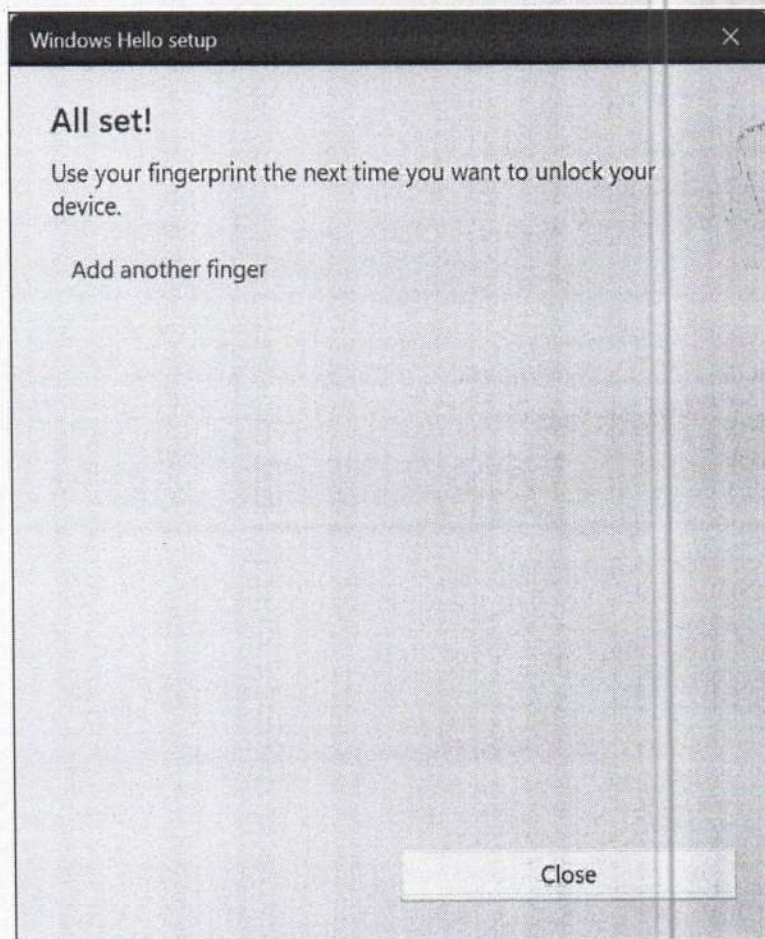 Windows Hello setup
All set!
Use your fingerprint the next time you want to unlock your
device.
Add another finger
Close